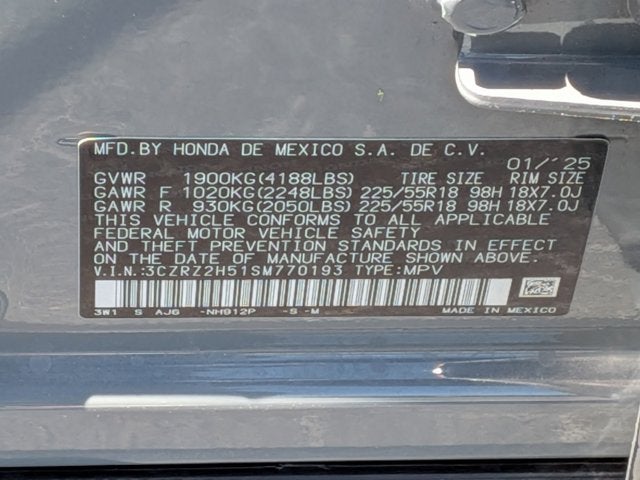 MFD.BY HONDA DE MEXICO S.A. DE C.V.
01/'25
GVWR 1900KG(4188LBS) TIRE SIZE RIM SIZE
GAWR F 1020KG(2248LBS) 225/55R18 98H 18X7.0J
GAWR R 930KG(2050LBS) 225/55R18 98H 18X7.0J
THIS VEHICLE CONFORMS TO ALL APPLICABLE
FEDERAL MOTOR VEHICLE SAFETY
AND THEFT PREVENTION STANDARDS IN EFFECT
ON THE DATE OF MANUFACTURE SHOWN ABOVE.
V.I.N.:3CZRZ2H51SM770193 TYPE:MPV
3W1 S AJG -NH912P -S -M MADE IN MEXICO